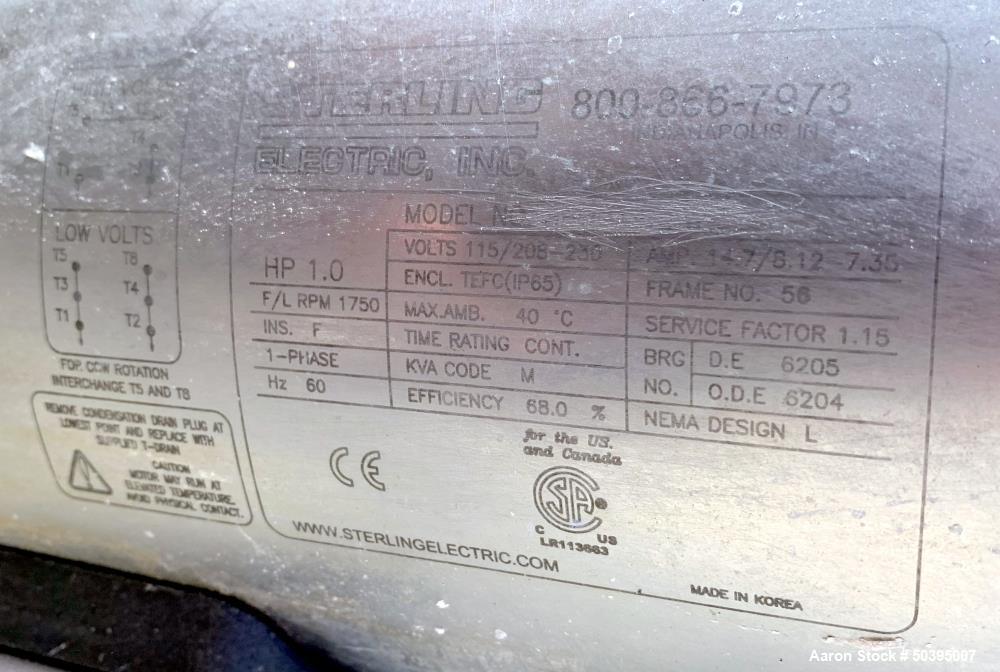 STERLING
ELECTRIC, INC.
800-866-7973
INDIANAPOLIS, IN
MODEL
HP 1.0
F/L RPM 1750
INS. F
1-PHASE
Hz 60
VOLTS 115/208-230
ENCL. TEFC(IP65)
MAX.AMB. 40 °C
TIME RATING CONT.
KVA CODE M
EFFICIENCY 68.0 %
AMP. 14.7/8.12-7.35
FRAME NO. 56
SERVICE FACTOR 1.15
BRG NO.
D.E 6205
O.D.E 6204
NEMA DESIGN L
T4
LOW VOLTS
T5 T8
T3 T4
T1 T2
FOR CCW ROTATION
INTERCHANGE T5 AND T8
REMOVE CONDENSATION DRAIN PLUG AT
LOWEST POINT AND REPLACE WITH
SUPPLIED T-DRAIN
CAUTION
MOTOR MAY RUN AT
ELEVATED TEMPERATURE.
AVOID PHYSICAL CONTACT.
CE
for the US.
and Canada
SA
C US
LR113663
WWW.STERLINGELECTRIC.COM
MADE IN KOREA
Aaron Stock # 50395007